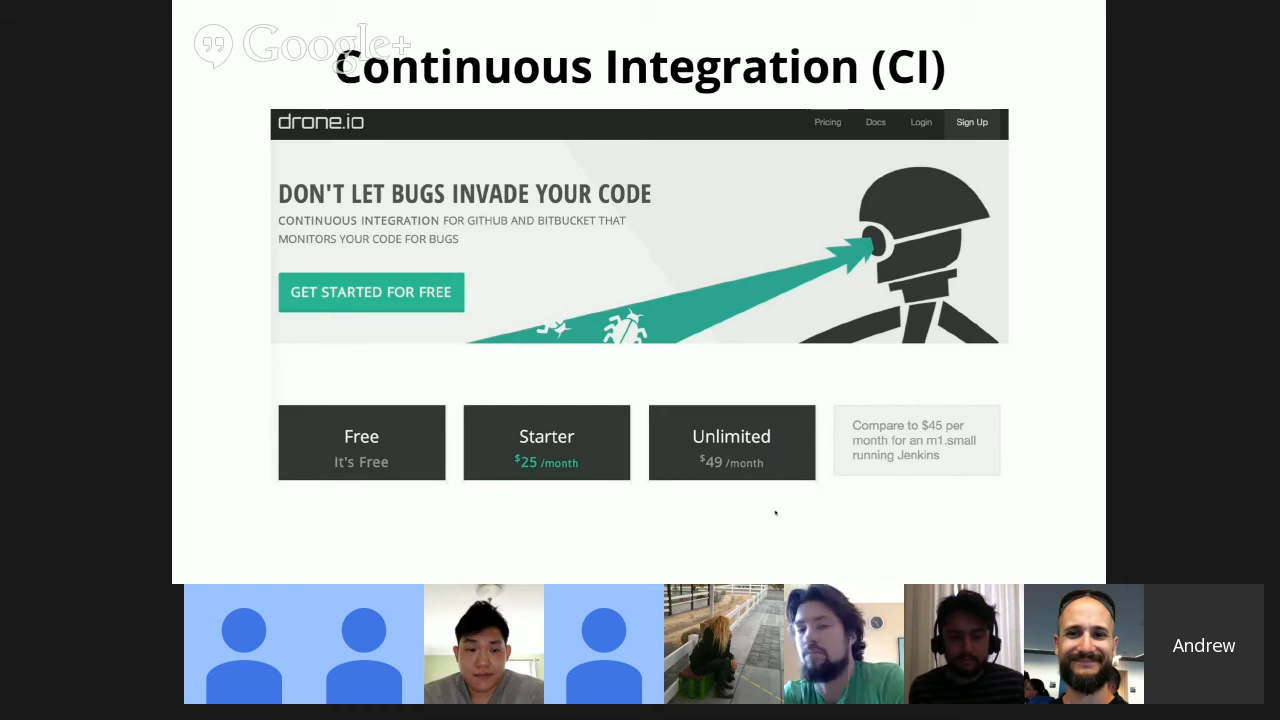 Google+
Continuous Integration (CI)
drone.io
Pricing Docs Login Sign Up
DON'T LET BUGS INVADE YOUR CODE
CONTINUOUS INTEGRATION FOR GITHUB AND BITBUCKET THAT
MONITORS YOUR CODE FOR BUGS
GET STARTED FOR FREE
Free
It's Free
Starter
$25 /month
Unlimited
$49 /month
Compare to $45 per
month for an m1.small
running Jenkins
Andrew